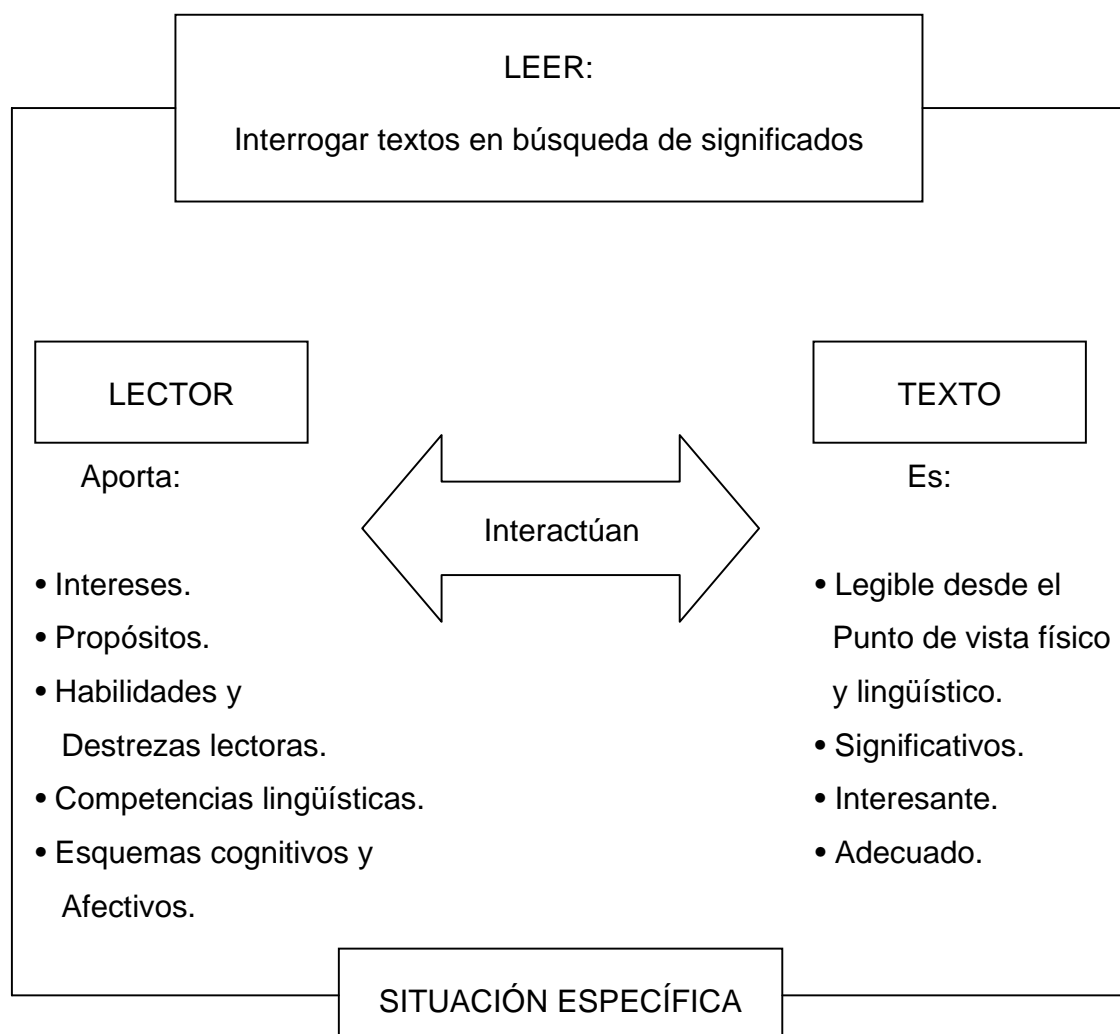 LEER:
Interrogar textos en búsqueda de significados
LECTOR
Aporta:
• Intereses.
• Propósitos.
• Habilidades y
Destrezas lectoras.
• Competencias lingüísticas.
• Esquemas cognitivos y
Afectivos.
Interactúan
TEXTO
Es:
• Legible desde el
Punto de vista físico
y lingüístico.
• Significativos.
• Interesante.
• Adecuado.
SITUACIÓN ESPECÍFICA